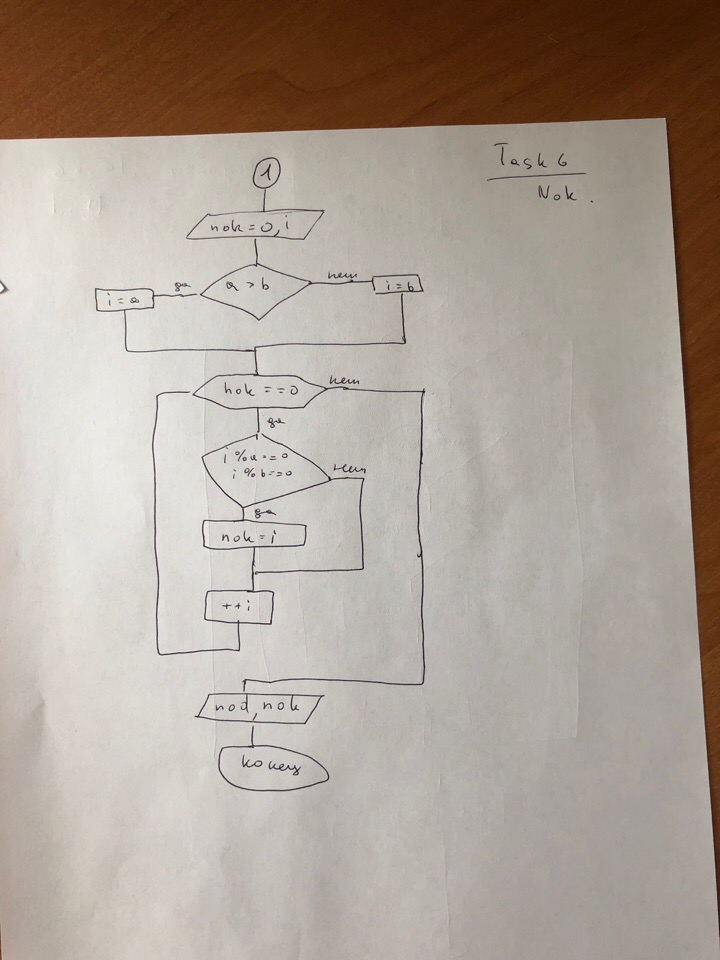 Task 6
Nok.
1
nok = 0, i
a > b
да
нет
i = a
i = b
nok == 0
нет
да
i % a == 0
i % b == 0
нет
да
nok = i
++i
nod, nok
конец